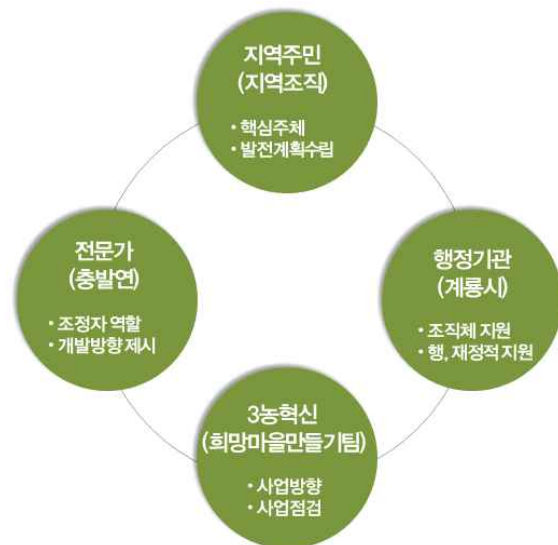 지역주민
(지역조직)
• 핵심주체
• 발전계획수립
전문가
(충발연)
• 조정자 역할
• 개발방향 제시
행정기관
(계룡시)
• 조직체 지원
• 행, 재정적 지원
3농혁신
(희망마을만들기팀)
• 사업방향
• 사업점검